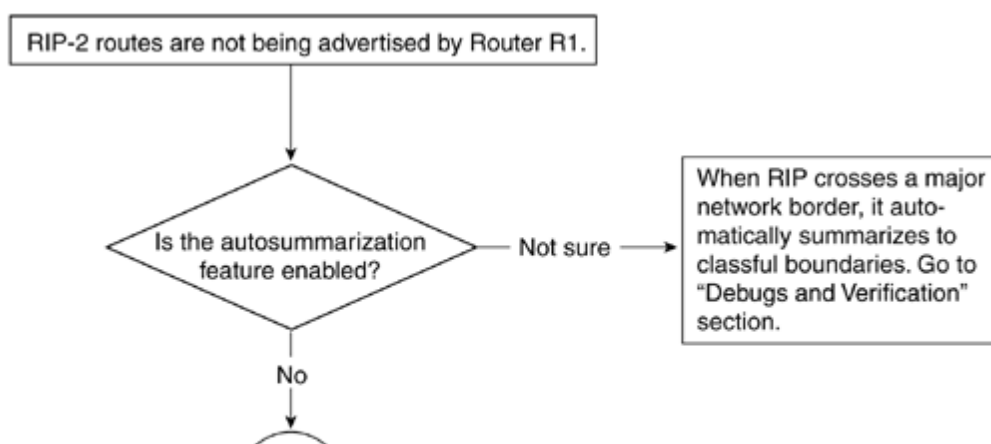 RIP-2 routes are not being advertised by Router R1.
Is the autosummarization
feature enabled?
Not sure
When RIP crosses a major
network border, it auto-
matically summarizes to
classful boundaries. Go to
“Debugs and Verification”
section.
No